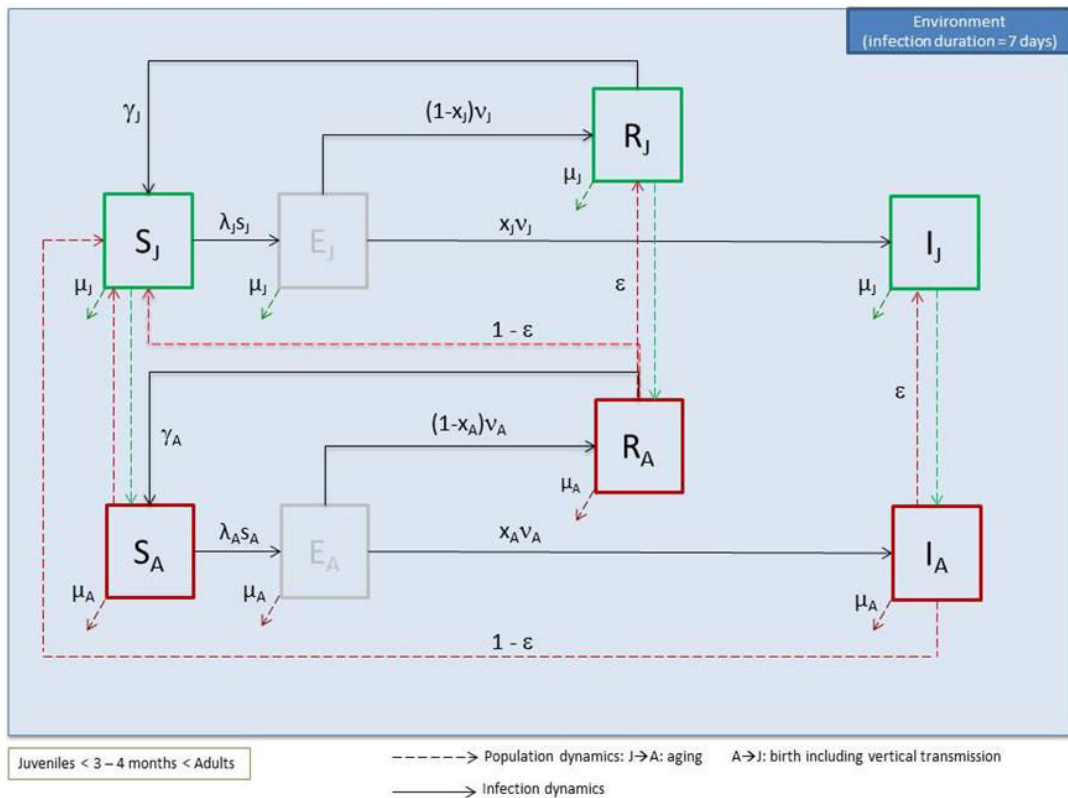 Environment
(infection duration = 7 days)
γJ
(1-xJ)νJ
RJ
μJ
SJ
λJsJ
EJ
xJνJ
IJ
μJ
μJ
μJ
ε
1 - ε
ε
γA
(1-xA)νA
RA
μA
SA
λAsA
EA
xAνA
IA
μA
μA
μA
1 - ε
Juveniles < 3 – 4 months < Adults
Population dynamics: J→A: aging A→J: birth including vertical transmission
Infection dynamics